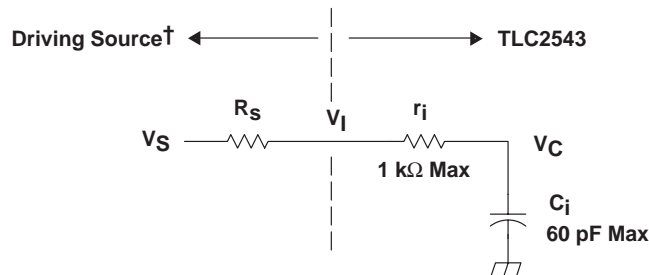 Driving Source† TLC2543
Rs VI ri
VS VC
1 kΩ Max
Ci
60 pF Max